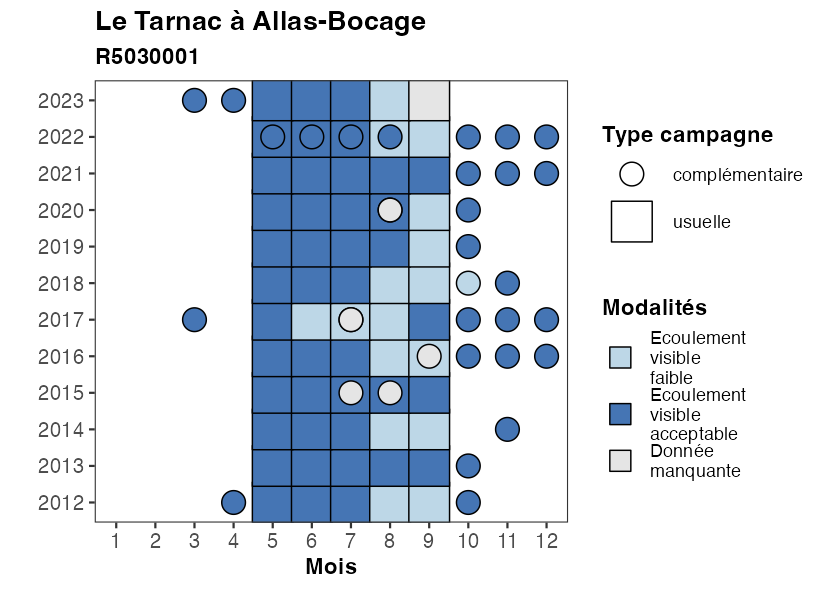 Le Tarnac à Allas-Bocage
R5030001
2023
2022
2021
2020
2019
2018
2017
2016
2015
2014
2013
2012
1 2 3 4 5 6 7 8 9 10 11 12
Mois
Type campagne
complémentaire
usuelle
Modalités
Ecoulement
visible
faible
Ecoulement
visible
acceptable
Donnée
manquante